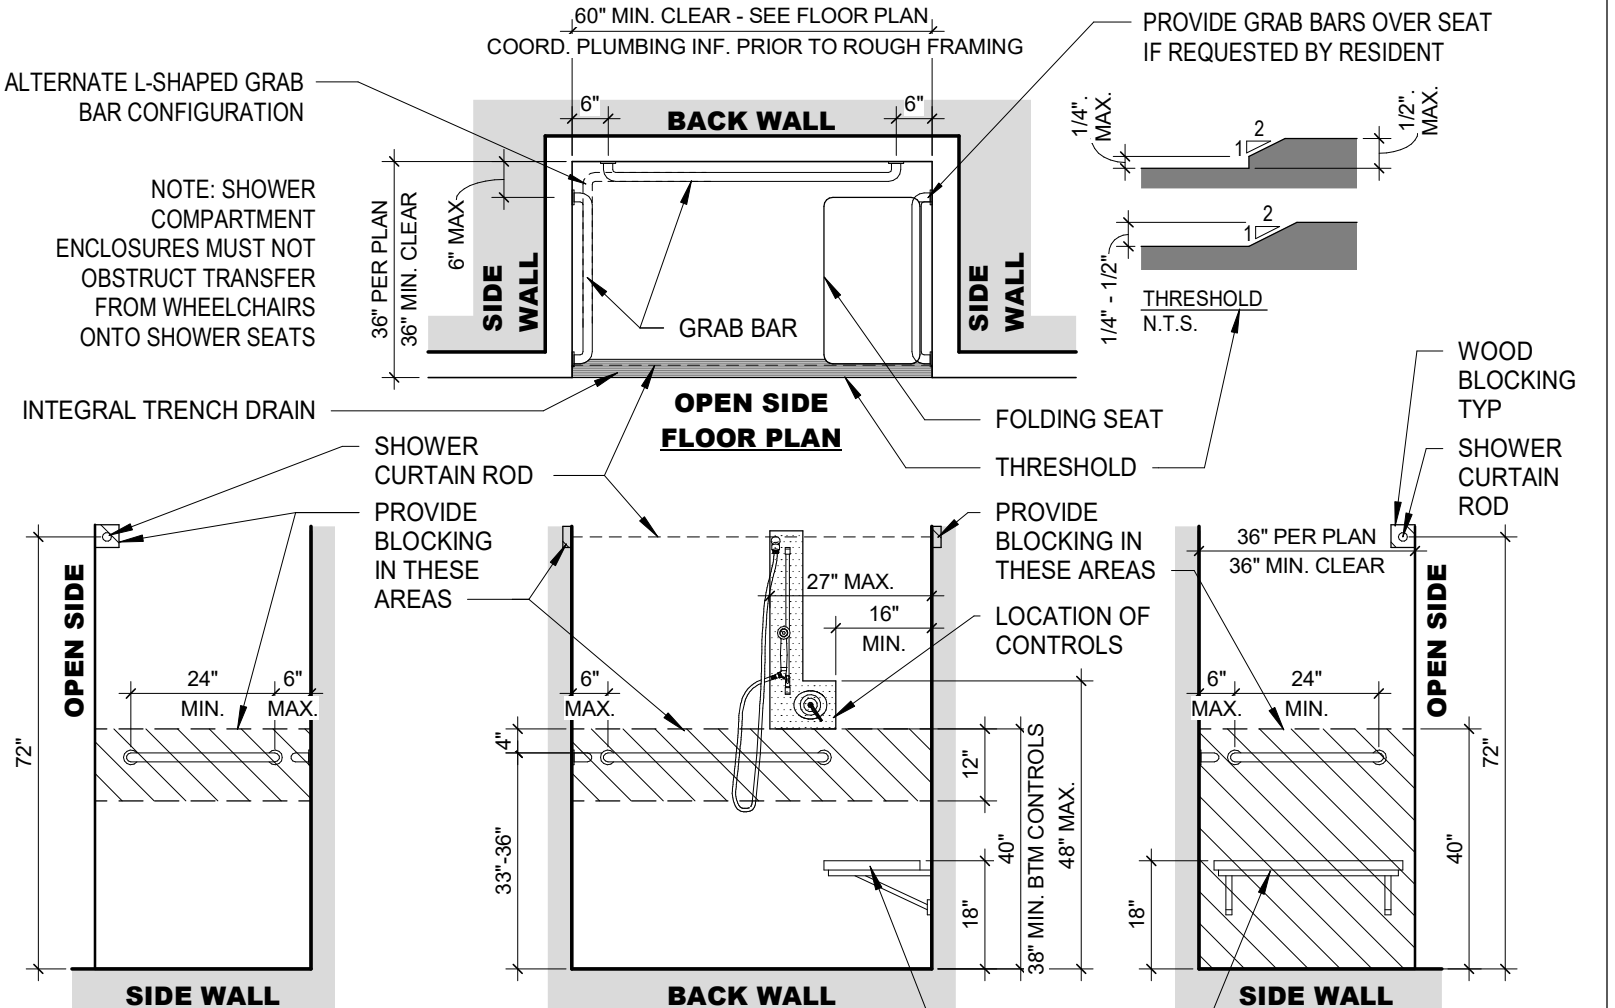 60" MIN. CLEAR - SEE FLOOR PLAN
COORD. PLUMBING INF. PRIOR TO ROUGH FRAMING
PROVIDE GRAB BARS OVER SEAT
IF REQUESTED BY RESIDENT
ALTERNATE L-SHAPED GRAB
BAR CONFIGURATION
6"
6"
BACK WALL
1/4".
MAX.
2
1
1/2".
MAX.
NOTE: SHOWER
COMPARTMENT
ENCLOSURES MUST NOT
OBSTRUCT TRANSFER
FROM WHEELCHAIRS
ONTO SHOWER SEATS
36" PER PLAN
36" MIN. CLEAR
6" MAX
SIDE
WALL
GRAB BAR
SIDE
WALL
1/4" - 1/2"
2
1
THRESHOLD
N.T.S.
INTEGRAL TRENCH DRAIN
OPEN SIDE
FLOOR PLAN
FOLDING SEAT
THRESHOLD
WOOD
BLOCKING
TYP
SHOWER
CURTAIN
ROD
SHOWER
CURTAIN ROD
PROVIDE
BLOCKING
IN THESE
AREAS
PROVIDE
BLOCKING IN
THESE AREAS
LOCATION OF
CONTROLS
OPEN SIDE
72"
24"
MIN.
6"
MAX.
SIDE WALL
6"
MAX.
4"
33"-36"
27" MAX.
16"
MIN.
12"
18"
40"
38" MIN. BTM CONTROLS
48" MAX.
BACK WALL
36" PER PLAN
36" MIN. CLEAR
OPEN SIDE
6"
MAX.
24"
MIN.
18"
40"
72"
SIDE WALL